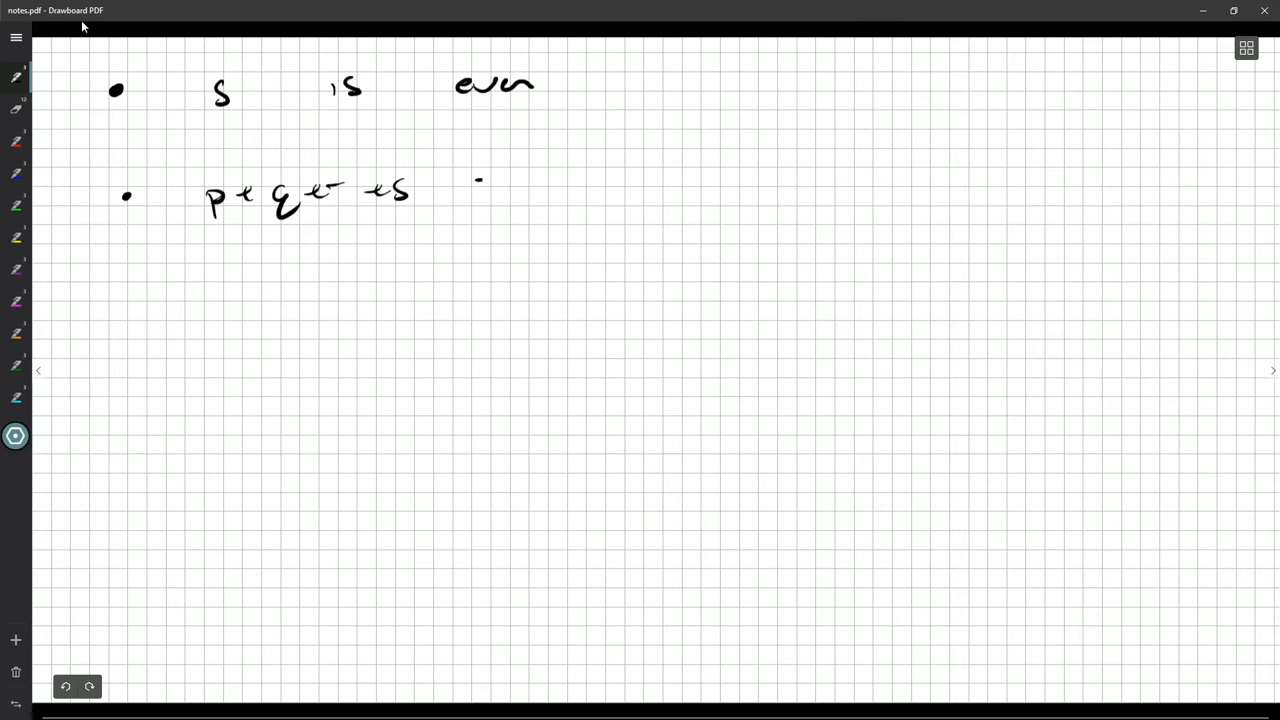 notes.pdf - Drawboard PDF
• s is even
• p+q+r+s